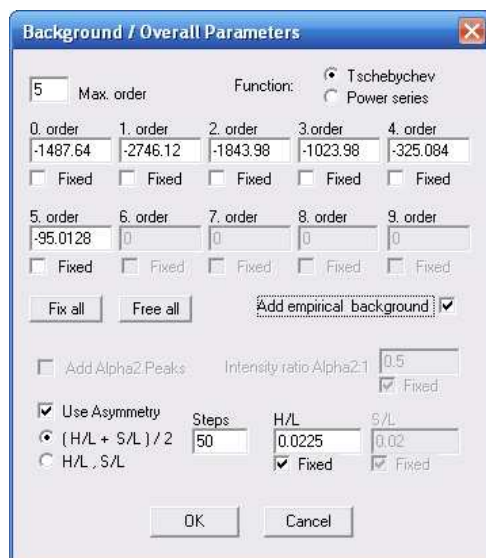 Background / Overall Parameters
5 Max. order Function: Tschebychev
Power series
0. order 1. order 2. order 3.order 4. order
-1487.64 -2746.12 -1843.98 -1023.98 -325.084
Fixed Fixed Fixed Fixed Fixed
5. order 6. order 7. order 8. order 9. order
-95.0128 0 0 0 0
Fixed Fixed Fixed Fixed Fixed
Fix all Free all Add empirical background
Add Alpha2 Peaks Intensity ratio Alpha2:1 0.5
Fixed
Use Asymmetry Steps H/L S/L
( H/L + S/L ) / 2 50 0.0225 0.02
H/L , S/L Fixed Fixed
OK Cancel